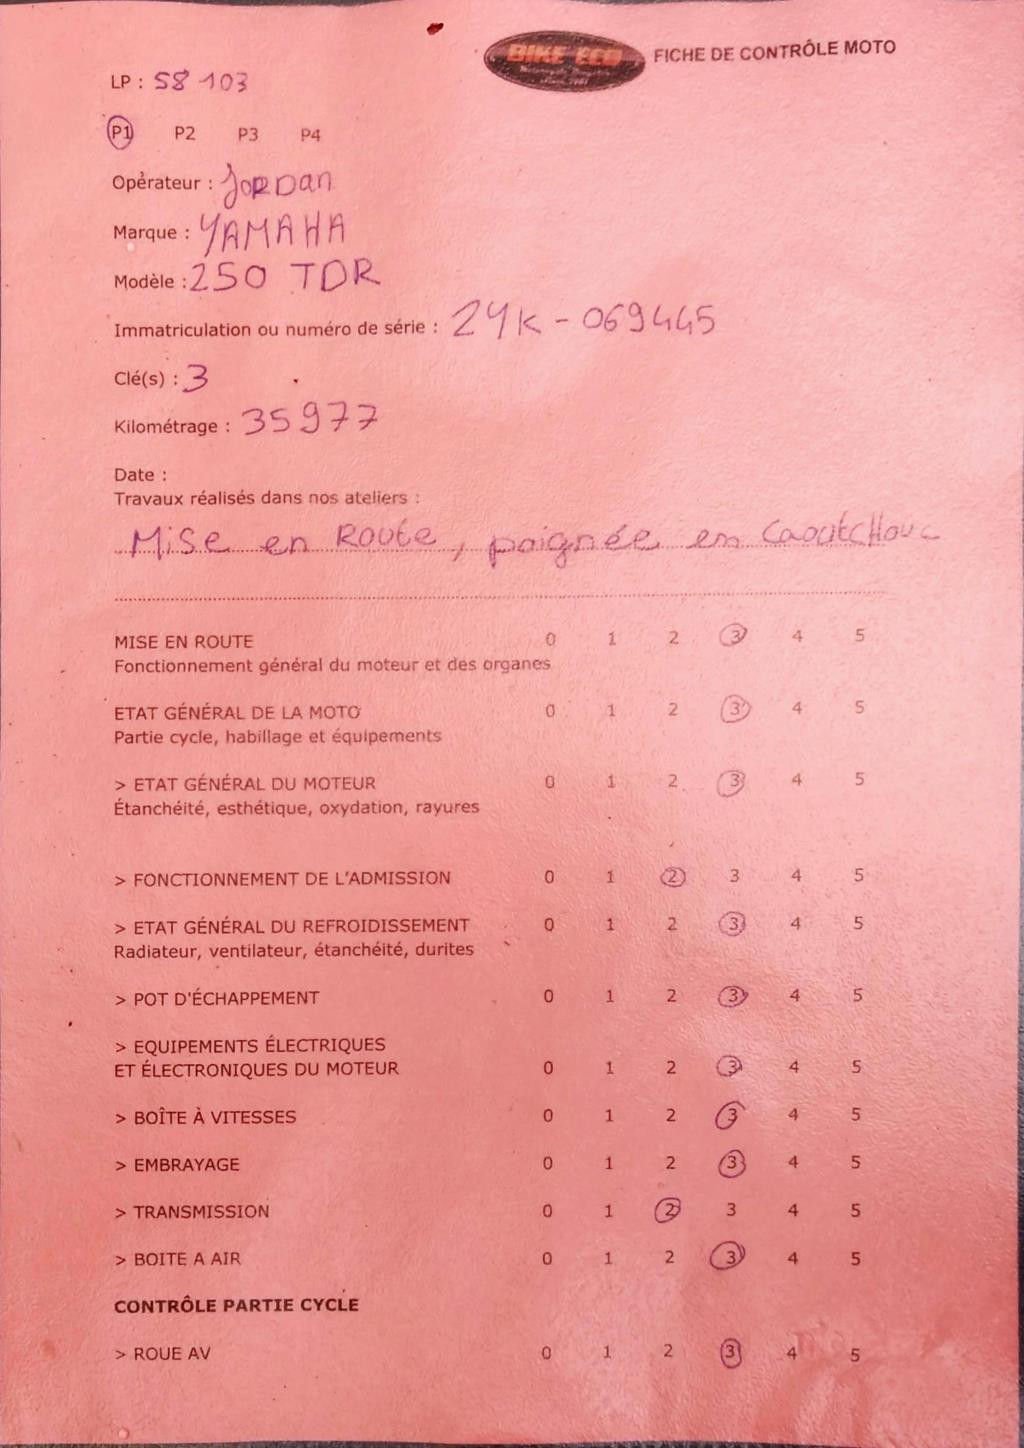 BIKE ECO
FICHE DE CONTRÔLE MOTO
LP : 58 103
P1 P2 P3 P4
Opérateur : JORDan
Marque : YAMAHA
Modèle : 250 TDR
Immatriculation ou numéro de série : 2YK-069445
Clé(s) : 3
Kilométrage : 35977
Date :
Travaux réalisés dans nos ateliers :
Mise en Route, poignée en CaoutcHouc
MISE EN ROUTE 0 1 2 3 4 5
Fonctionnement général du moteur et des organes
ETAT GÉNÉRAL DE LA MOTO 0 1 2 3 4 5
Partie cycle, habillage et équipements
> ETAT GÉNÉRAL DU MOTEUR 0 1 2 3 4 5
Étanchéité, esthétique, oxydation, rayures
> FONCTIONNEMENT DE L'ADMISSION 0 1 2 3 4 5
> ETAT GÉNÉRAL DU REFROIDISSEMENT 0 1 2 3 4 5
Radiateur, ventilateur, étanchéité, durites
> POT D'ÉCHAPPEMENT 0 1 2 3 4 5
> EQUIPEMENTS ÉLECTRIQUES
ET ÉLECTRONIQUES DU MOTEUR 0 1 2 3 4 5
> BOÎTE À VITESSES 0 1 2 3 4 5
> EMBRAYAGE 0 1 2 3 4 5
> TRANSMISSION 0 1 2 3 4 5
> BOITE A AIR 0 1 2 3 4 5
CONTRÔLE PARTIE CYCLE
> ROUE AV 0 1 2 3 4 5